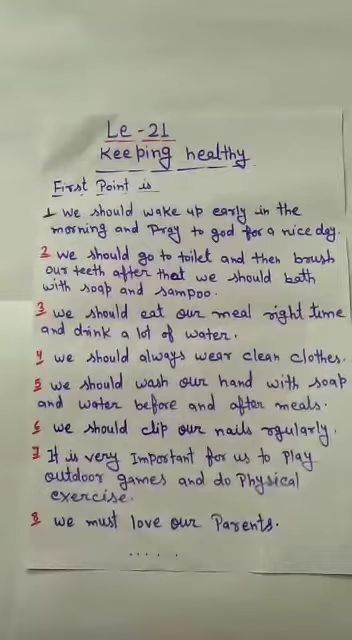 Le - 21
Keeping healthy
First Point is
1 we should wake up early in the
morning and Pray to god for a nice day.
2 we should go to toilet and then brush
our teeth after that we should bath
with soap and sampoo.
3 we should eat our meal right time
and drink a lot of water.
4 we should always wear clean clothes.
5 we should wash our hand with soap
and water before and after meals.
6 we should clip our nails rgularly.
7 It is very Important for us to play
outdoor games and do Physical
exercise.
8 we must love our Parents.
.....